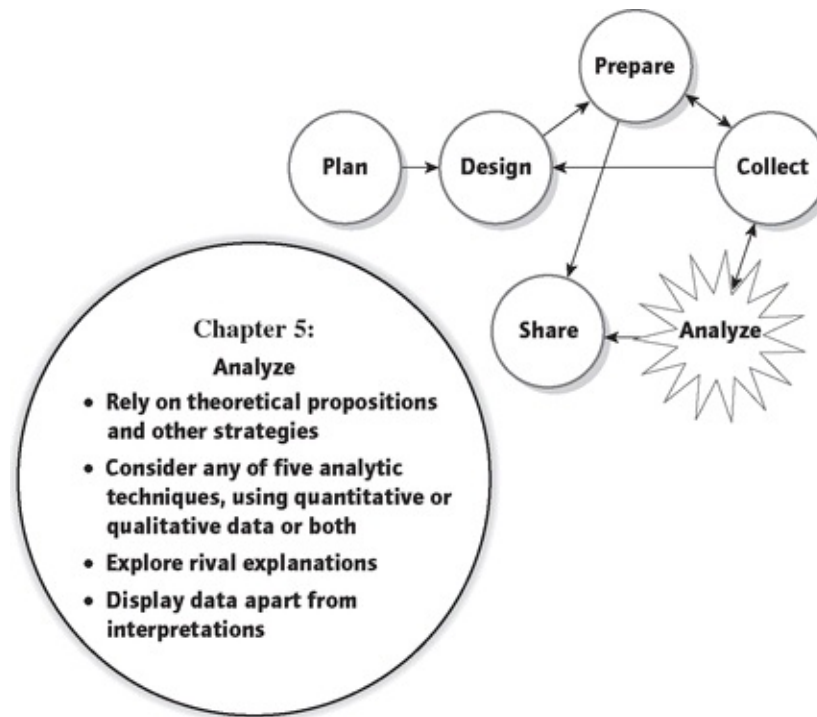 Prepare
Plan
Design
Collect
Share
Analyze
Chapter 5:
Analyze
• Rely on theoretical propositions
and other strategies
• Consider any of five analytic
techniques, using quantitative or
qualitative data or both
• Explore rival explanations
• Display data apart from
interpretations